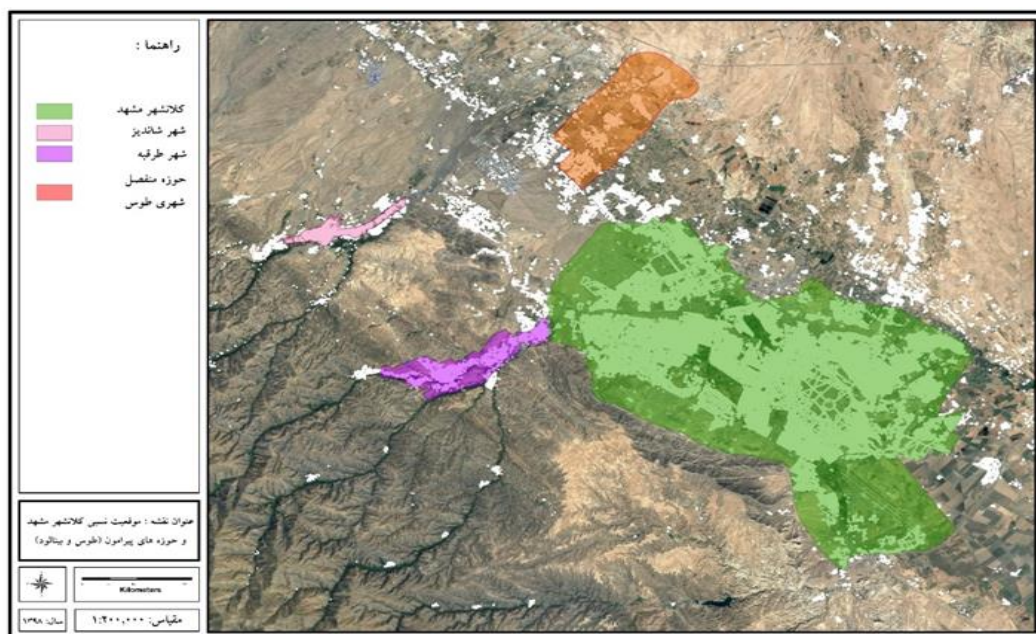 راهنما :
کلانشهر مشهد
شهر شاندیز
شهر طرقبه
حوزه منفصل
شهری طوس
عنوان نقشه : موقعیت نسبی کلانشهر مشهد
و حوزه های پیرامون (طوس و بینالود)
Kilometers
سال: ۱۳۹۸
مقیاس: ۱:۲۰۰,۰۰۰